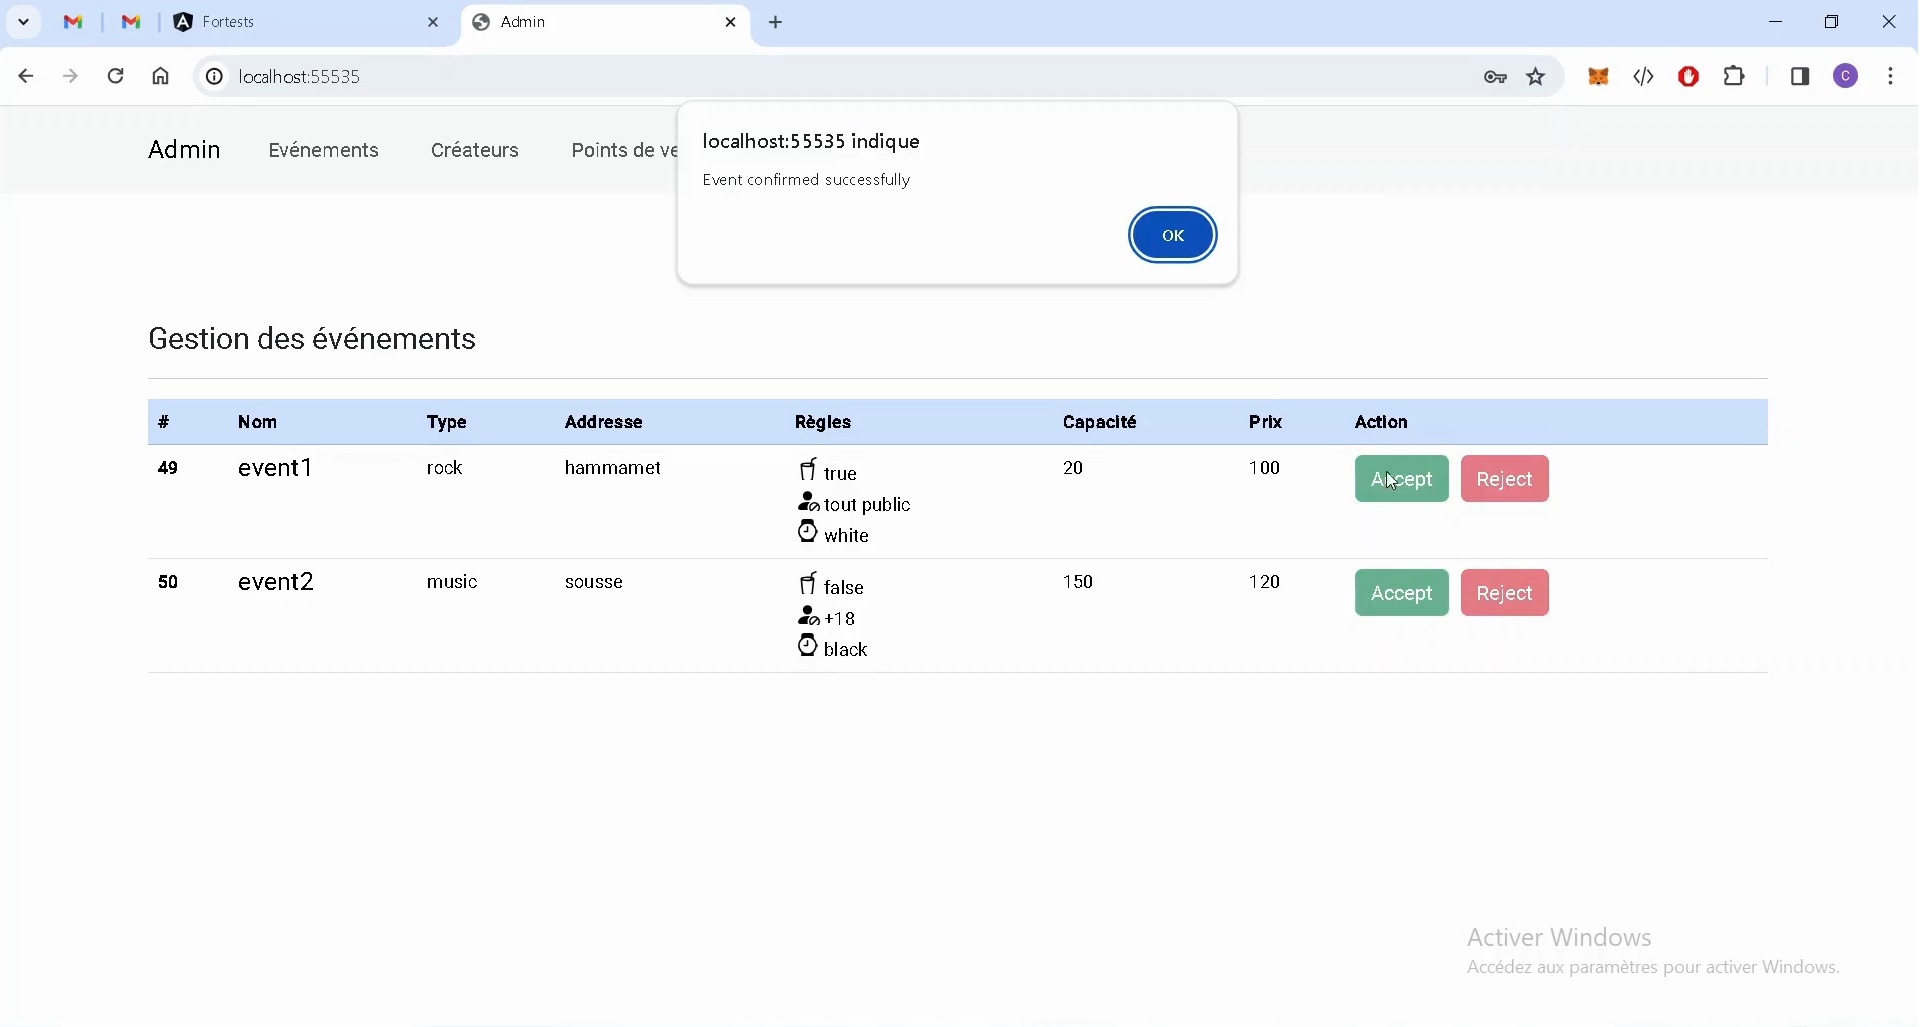 Fortests
Admin
localhost:55535
C
Admin Evénements Créateurs Points de ve
localhost:55535 indique
Event confirmed successfully
OK
Gestion des événements
# Nom Type Addresse Règles Capacité Prix Action
49 event1 rock hammamet true 20 100 Accept Reject
tout public
white
50 event2 music sousse false 150 120 Accept Reject
+18
black
Activer Windows
Accédez aux paramètres pour activer Windows.